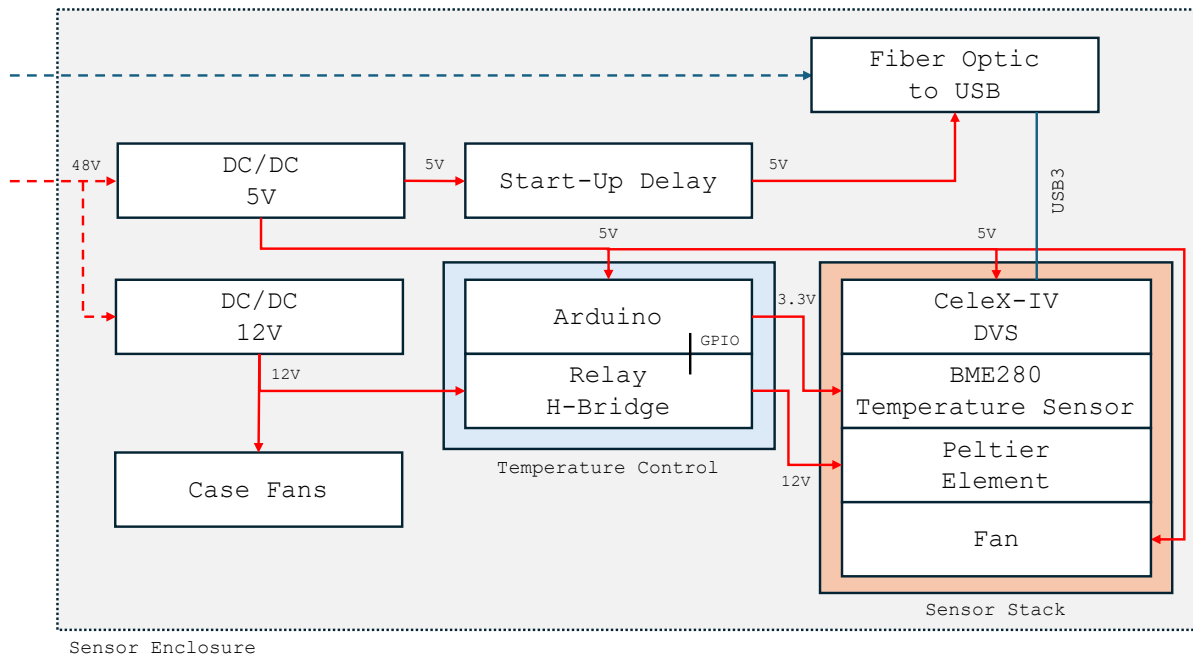 Fiber Optic
to USB
48V
DC/DC
5V
5V
Start-Up Delay
5V
USB3
5V
5V
DC/DC
12V
Arduino
3.3V
CeleX-IV
DVS
GPIO
12V
Relay
H-Bridge
BME280
Temperature Sensor
Temperature Control
12V
Peltier
Element
Case Fans
Fan
Sensor Stack
Sensor Enclosure